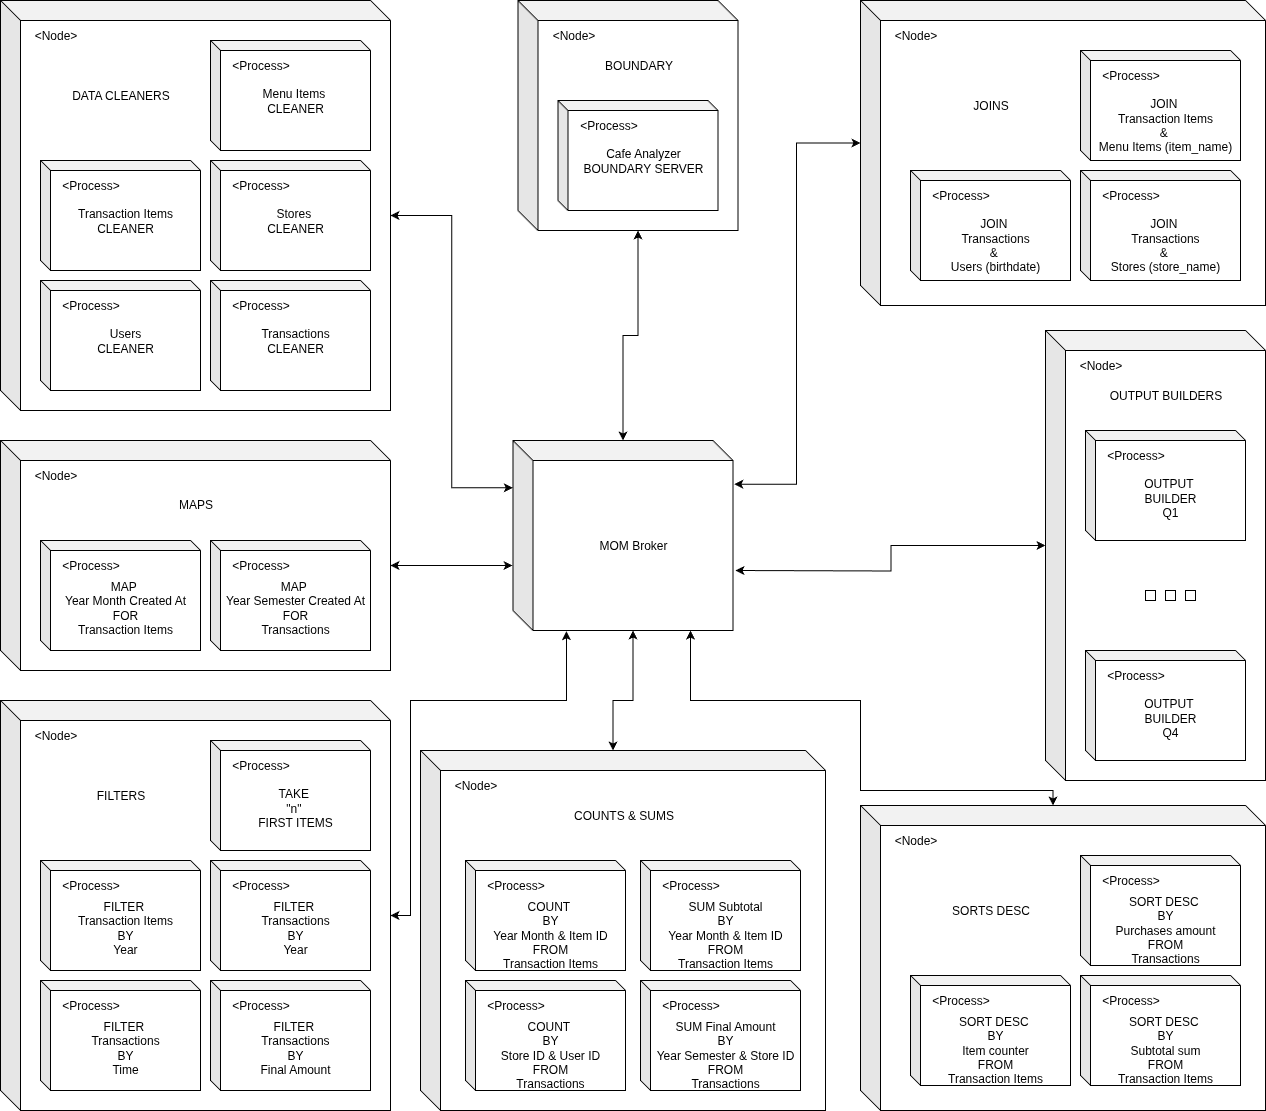 <Node>
DATA CLEANERS
<Process>
Menu Items
CLEANER
<Process>
Transaction Items
CLEANER
<Process>
Stores
CLEANER
<Process>
Users
CLEANER
<Process>
Transactions
CLEANER
<Node>
BOUNDARY
<Process>
Cafe Analyzer
BOUNDARY SERVER
<Node>
JOINS
<Process>
JOIN
Transaction Items
&
Menu Items (item_name)
<Process>
JOIN
Transactions
&
Users (birthdate)
<Process>
JOIN
Transactions
&
Stores (store_name)
<Node>
MAPS
<Process>
MAP
Year Month Created At
FOR
Transaction Items
<Process>
MAP
Year Semester Created At
FOR
Transactions
MOM Broker
<Node>
OUTPUT BUILDERS
<Process>
OUTPUT
BUILDER
Q1
<Process>
OUTPUT
BUILDER
Q4
<Node>
FILTERS
<Process>
TAKE
"n"
FIRST ITEMS
<Process>
FILTER
Transaction Items
BY
Year
<Process>
FILTER
Transactions
BY
Year
<Process>
FILTER
Transactions
BY
Time
<Process>
FILTER
Transactions
BY
Final Amount
<Node>
COUNTS & SUMS
<Process>
COUNT
BY
Year Month & Item ID
FROM
Transaction Items
<Process>
SUM Subtotal
BY
Year Month & Item ID
FROM
Transaction Items
<Process>
COUNT
BY
Store ID & User ID
FROM
Transactions
<Process>
SUM Final Amount
BY
Year Semester & Store ID
FROM
Transactions
<Node>
SORTS DESC
<Process>
SORT DESC
BY
Purchases amount
FROM
Transactions
<Process>
SORT DESC
BY
Item counter
FROM
Transaction Items
<Process>
SORT DESC
BY
Subtotal sum
FROM
Transaction Items